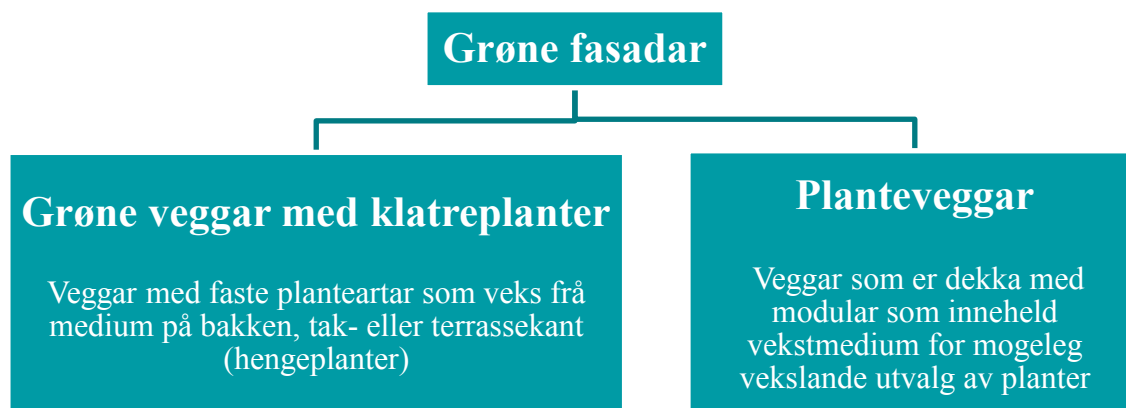 Grøne fasadar
Grøne veggar med klatreplanter
Veggar med faste planteartar som veks frå
medium på bakken, tak- eller terrassekant
(hengeplanter)
Planteveggar
Veggar som er dekka med
modular som inneheld
vekstmedium for mogeleg
vekslande utvalg av planter